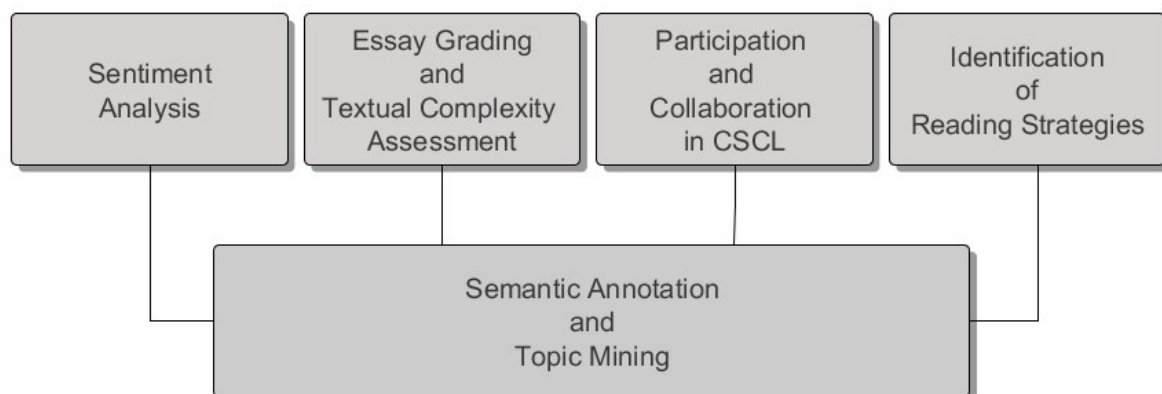 Sentiment
Analysis
Essay Grading
and
Textual Complexity
Assessment
Participation
and
Collaboration
in CSCL
Identification
of
Reading Strategies
Semantic Annotation
and
Topic Mining